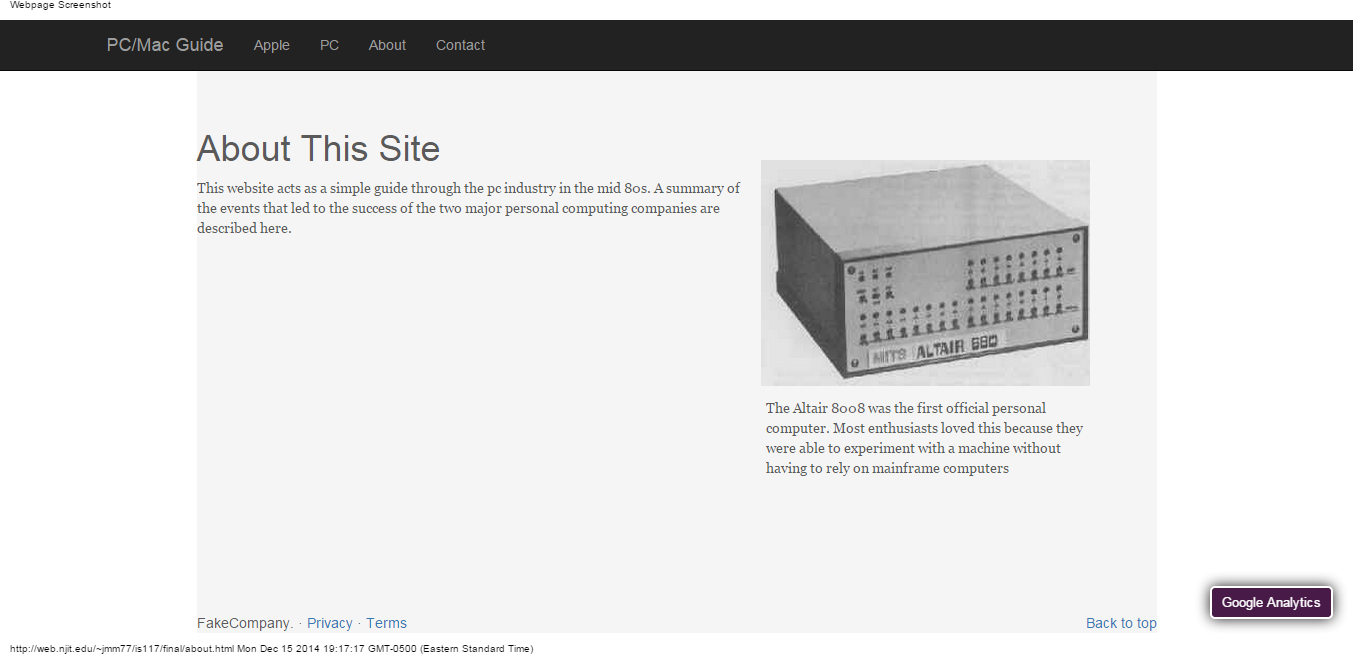 Webpage Screenshot
PC/Mac Guide Apple PC About Contact
About This Site
This website acts as a simple guide through the pc industry in the mid 80s. A summary of
the events that led to the success of the two major personal computing companies are
described here.
MITS ALTAIR 680
The Altair 8008 was the first official personal
computer. Most enthusiasts loved this because they
were able to experiment with a machine without
having to rely on mainframe computers
Google Analytics
FakeCompany. · Privacy · Terms
Back to top
http://web.njit.edu/~jmm77/is117/final/about.html Mon Dec 15 2014 19:17:17 GMT-0500 (Eastern Standard Time)